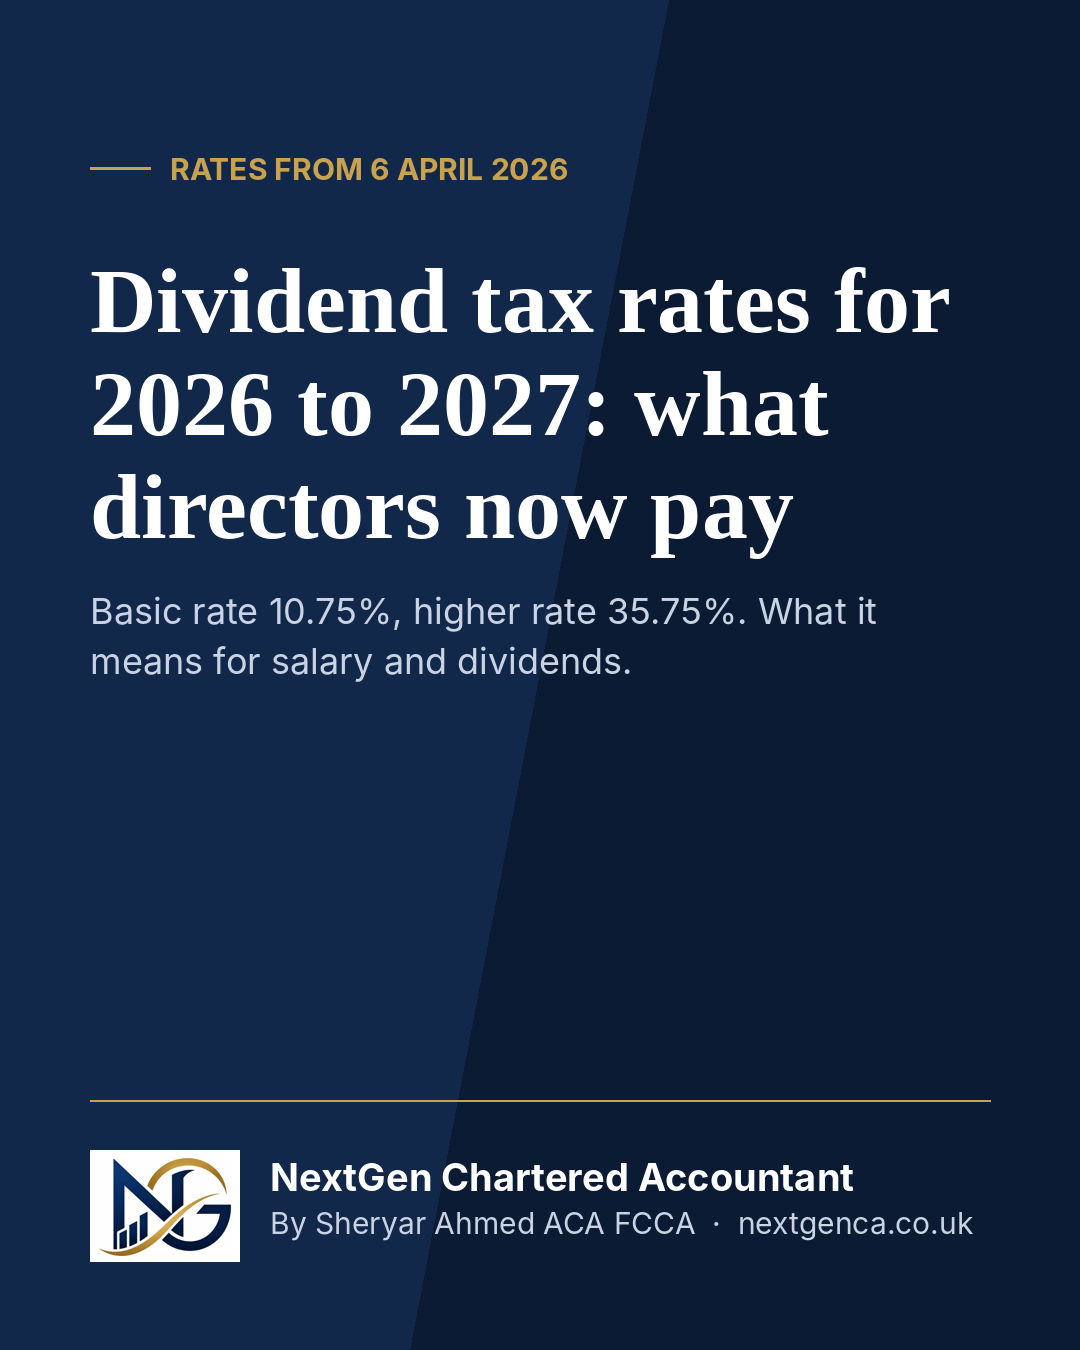 RATES FROM 6 APRIL 2026
Dividend tax rates for
2026 to 2027: what
directors now pay
Basic rate 10.75%, higher rate 35.75%. What it
means for salary and dividends.
NG
NextGen Chartered Accountant
By Sheryar Ahmed ACA FCCA · nextgenca.co.uk